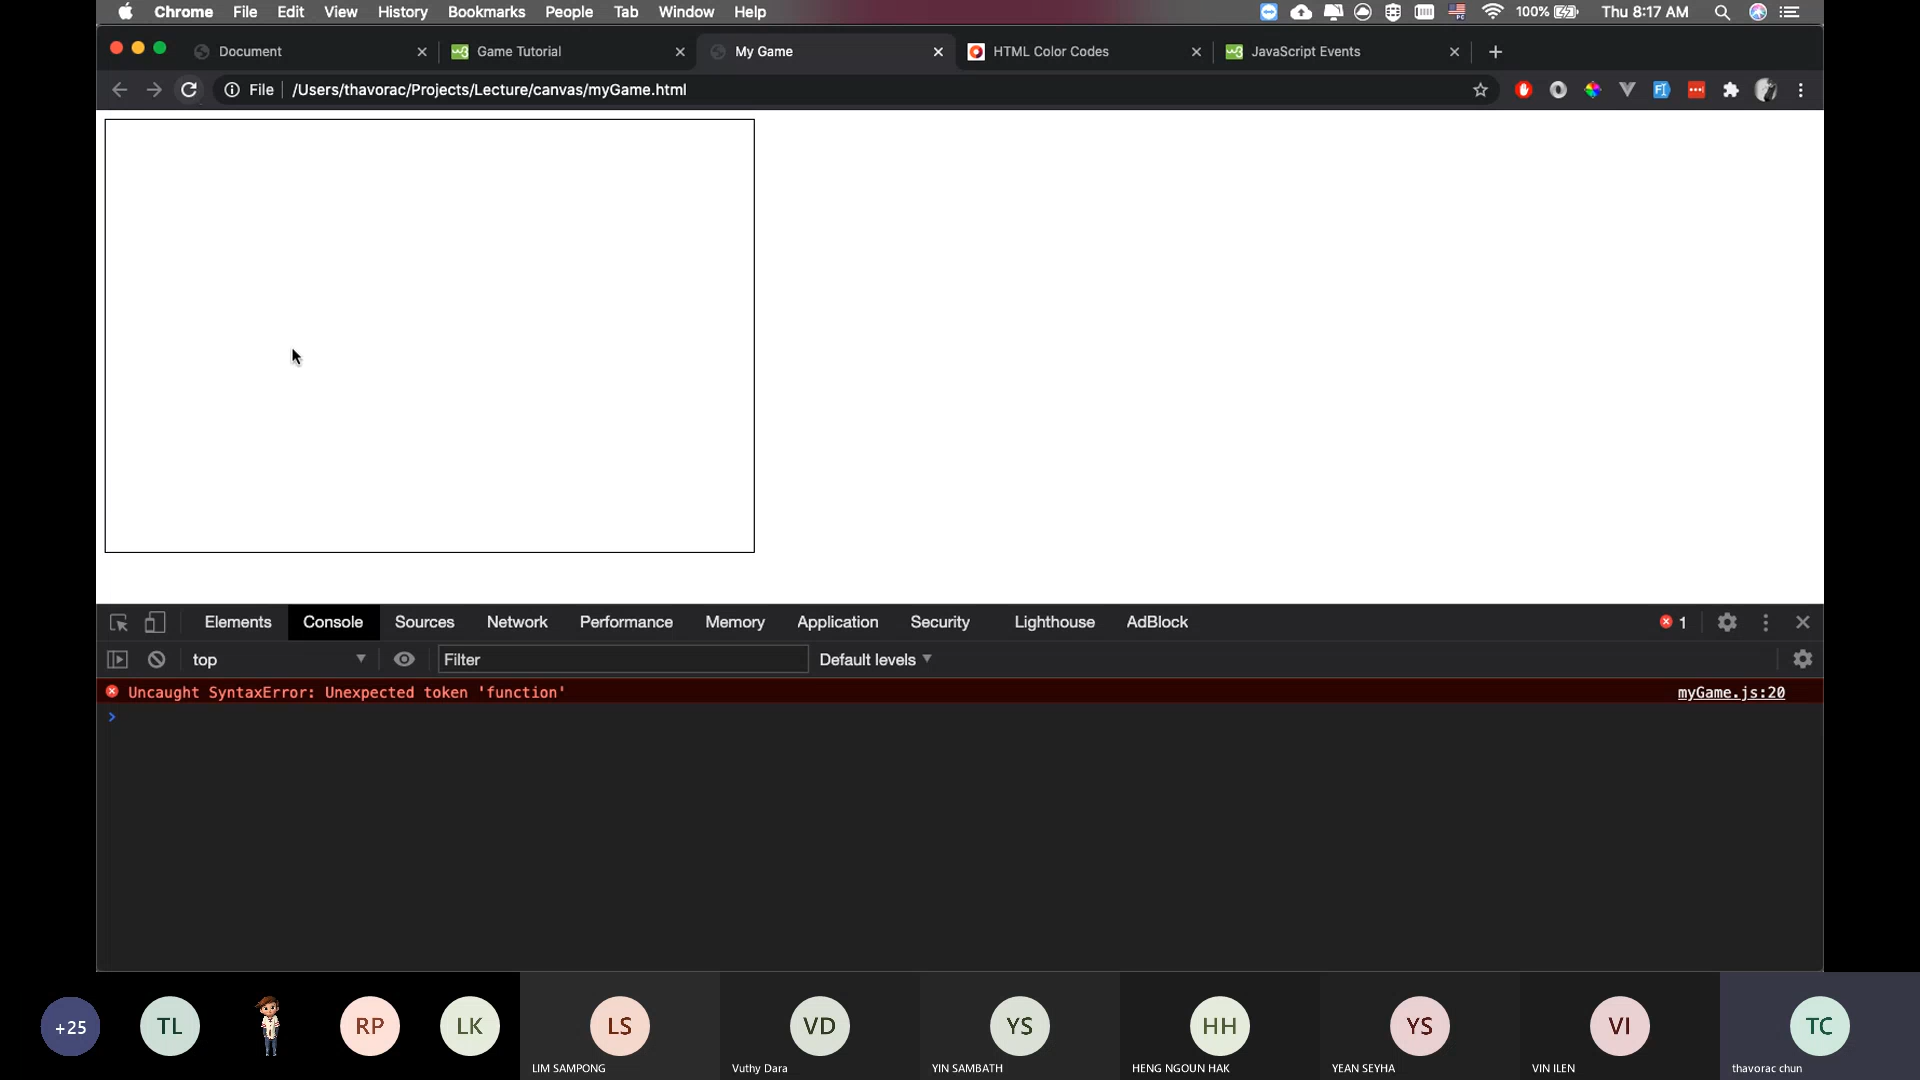 Chrome File Edit View History Bookmarks People Tab Window Help 100% Thu 8:17 AM
Document Game Tutorial My Game HTML Color Codes JavaScript Events
File /Users/thavorac/Projects/Lecture/canvas/myGame.html
Elements Console Sources Network Performance Memory Application Security Lighthouse AdBlock 1
top Filter Default levels
Uncaught SyntaxError: Unexpected token 'function' myGame.js:20
+25 TL RP LK LS VD YS HH YS VI TC
LIM SAMPONG Vuthy Dara YIN SAMBATH HENG NGOUN HAK YEAN SEYHA VIN ILEN thavorac chun